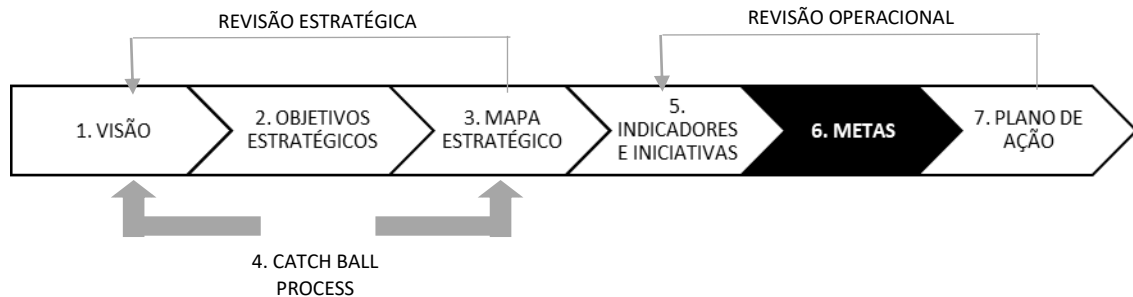 REVISÃO ESTRATÉGICA
REVISÃO OPERACIONAL
1. VISÃO
2. OBJETIVOS
ESTRATÉGICOS
3. MAPA
ESTRATÉGICO
5.
INDICADORES
E INICIATIVAS
6. METAS
7. PLANO DE
AÇÃO
4. CATCH BALL
PROCESS